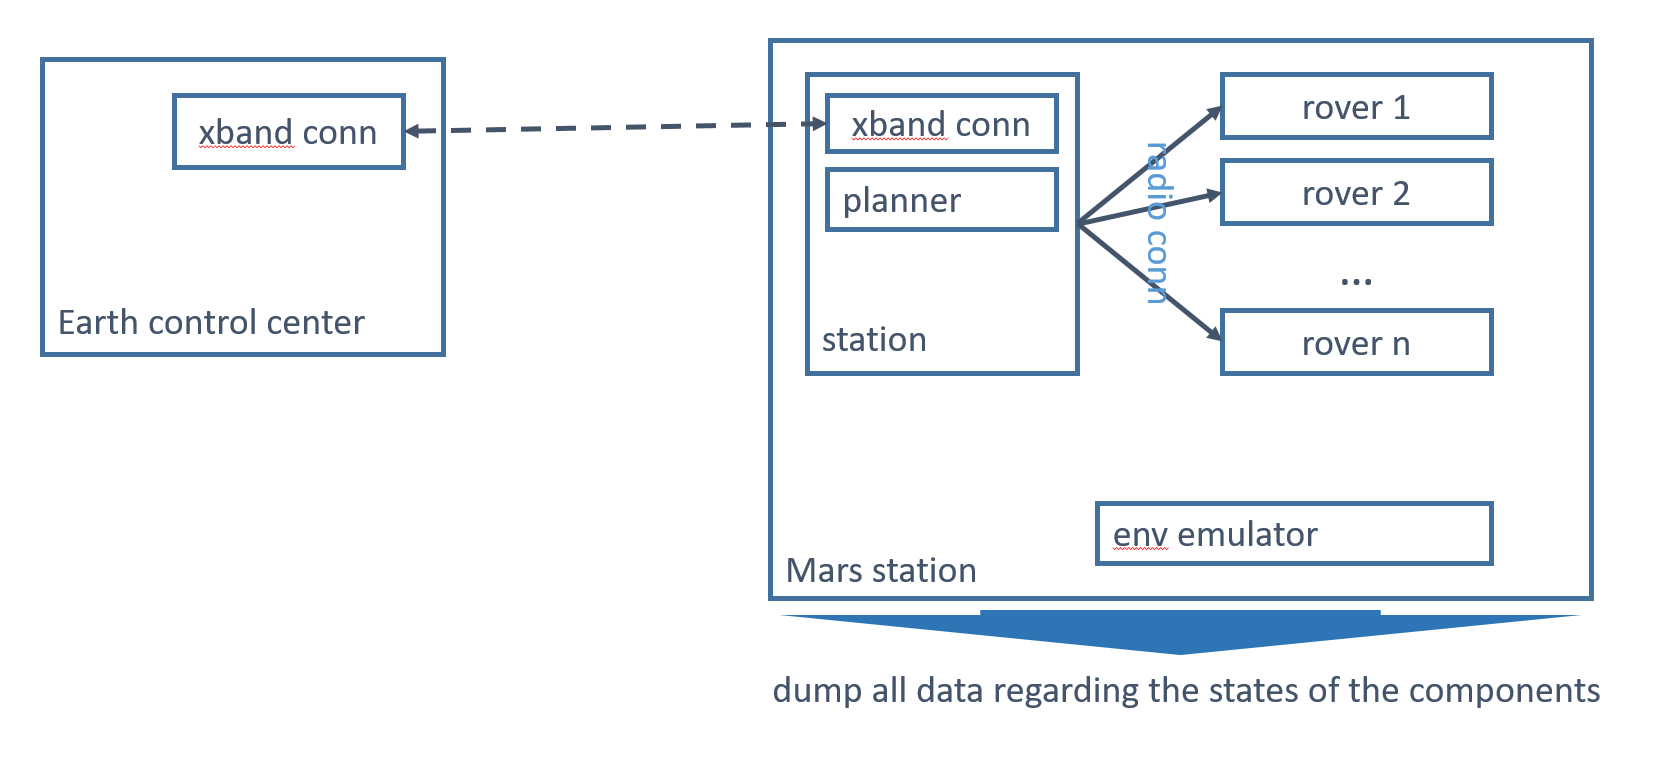 xband conn
Earth control center
xband conn
planner
station
radio conn
rover 1
rover 2
...
rover n
env emulator
Mars station
dump all data regarding the states of the components